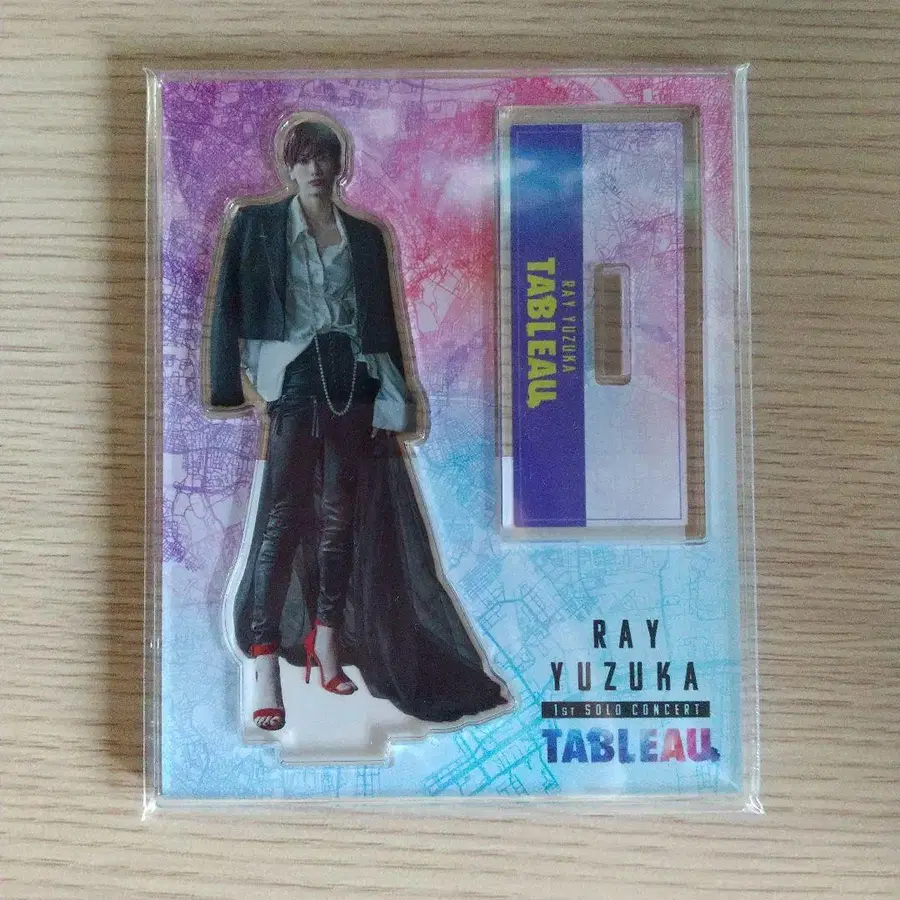 RAY YUZUKA
TABLEAU
RAY
YUZUKA
1ST SOLO CONCERT
TABLEAU